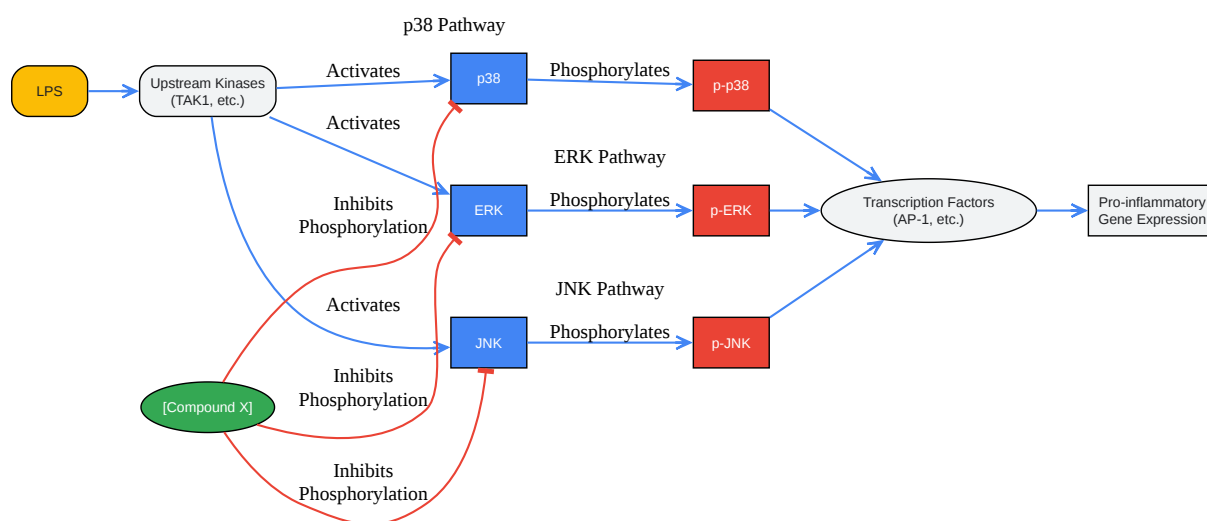 p38 Pathway
LPS
Upstream Kinases
(TAK1, etc.)
Activates
p38
Phosphorylates
p-p38
Activates
ERK Pathway
Inhibits
Phosphorylation
ERK
Phosphorylates
p-ERK
Transcription Factors
(AP-1, etc.)
Pro-inflammatory
Gene Expression
JNK Pathway
Activates
JNK
Phosphorylates
p-JNK
[Compound X]
Inhibits
Phosphorylation
Inhibits
Phosphorylation